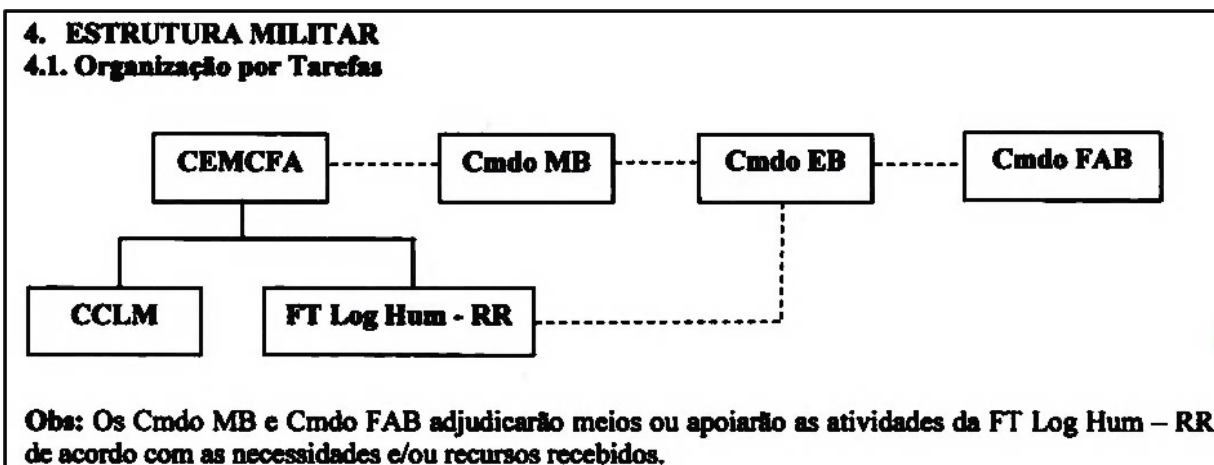 4. ESTRUTURA MILITAR
4.1. Organização por Tarefas
CEMCFA
Cmdo MB
Cmdo EB
Cmdo FAB
CCLM
FT Log Hum - RR
Obs: Os Cmdo MB e Cmdo FAB adjudicarão meios ou apoiarão as atividades da FT Log Hum – RR
de acordo com as necessidades e/ou recursos recebidos.